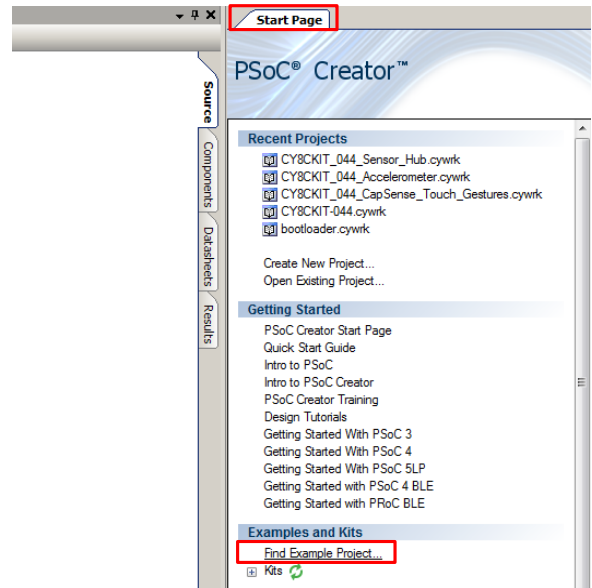 Start Page
PSoC® Creator™
Source
Components
Datasheets
Results
Recent Projects
CY8CKIT_044_Sensor_Hub.cywrk
CY8CKIT_044_Accelerometer.cywrk
CY8CKIT_044_CapSense_Touch_Gestures.cywrk
CY8CKIT-044.cywrk
bootloader.cywrk
Create New Project...
Open Existing Project...
Getting Started
PSoC Creator Start Page
Quick Start Guide
Intro to PSoC
Intro to PSoC Creator
PSoC Creator Training
Design Tutorials
Getting Started With PSoC 3
Getting Started With PSoC 4
Getting Started With PSoC 5LP
Getting Started with PSoC 4 BLE
Getting Started with PRoC BLE
Examples and Kits
Find Example Project...
Kits